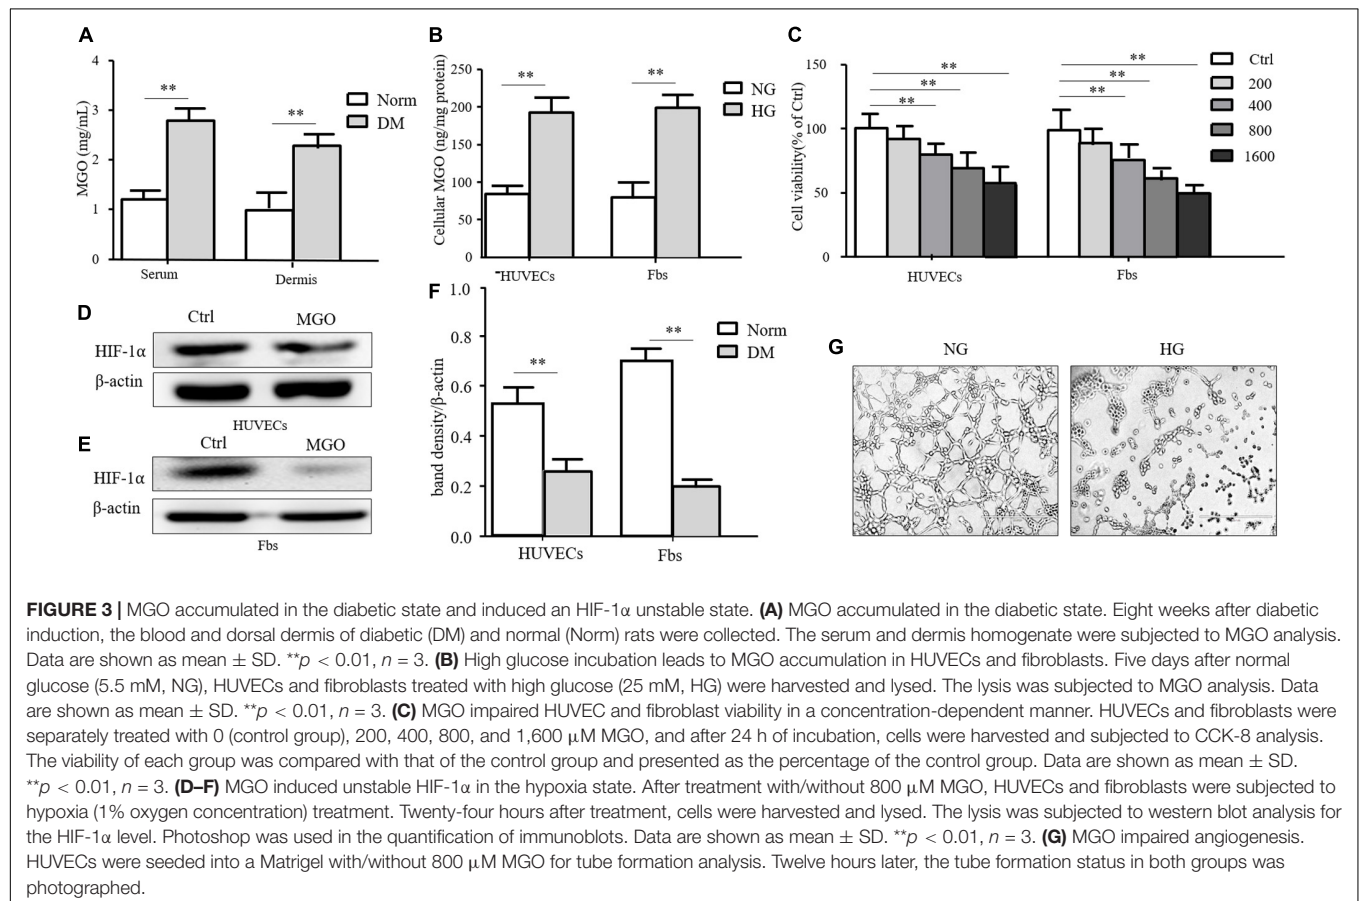 A
4
3
2
1
0
MGO (mg/mL)
**
**
Norm
DM
Serum
Dermis
B
250
200
150
100
50
0
Cellular MGO (ng/mg protein)
**
**
NG
HG
HUVECs
Fbs
C
150
100
50
0
Cell viability(% of Ctrl)
**
**
**
**
**
**
Ctrl
200
400
800
1600
HUVECs
Fbs
D
Ctrl MGO
HIF-1α
β-actin
HUVECs
E
Ctrl MGO
HIF-1α
β-actin
Fbs
F
1.0
0.8
0.6
0.4
0.2
0.0
band density/β-actin
**
**
Norm
DM
HUVECs
Fbs
G
NG HG
FIGURE 3 | MGO accumulated in the diabetic state and induced an HIF-1α unstable state. (A) MGO accumulated in the diabetic state. Eight weeks after diabetic
induction, the blood and dorsal dermis of diabetic (DM) and normal (Norm) rats were collected. The serum and dermis homogenate were subjected to MGO analysis.
Data are shown as mean ± SD. **p < 0.01, n = 3. (B) High glucose incubation leads to MGO accumulation in HUVECs and fibroblasts. Five days after normal
glucose (5.5 mM, NG), HUVECs and fibroblasts treated with high glucose (25 mM, HG) were harvested and lysed. The lysis was subjected to MGO analysis. Data
are shown as mean ± SD. **p < 0.01, n = 3. (C) MGO impaired HUVEC and fibroblast viability in a concentration-dependent manner. HUVECs and fibroblasts were
separately treated with 0 (control group), 200, 400, 800, and 1,600 μM MGO, and after 24 h of incubation, cells were harvested and subjected to CCK-8 analysis.
The viability of each group was compared with that of the control group and presented as the percentage of the control group. Data are shown as mean ± SD.
**p < 0.01, n = 3. (D–F) MGO induced unstable HIF-1α in the hypoxia state. After treatment with/without 800 μM MGO, HUVECs and fibroblasts were subjected to
hypoxia (1% oxygen concentration) treatment. Twenty-four hours after treatment, cells were harvested and lysed. The lysis was subjected to western blot analysis for
the HIF-1α level. Photoshop was used in the quantification of immunoblots. Data are shown as mean ± SD. **p < 0.01, n = 3. (G) MGO impaired angiogenesis.
HUVECs were seeded into a Matrigel with/without 800 μM MGO for tube formation analysis. Twelve hours later, the tube formation status in both groups was
photographed.